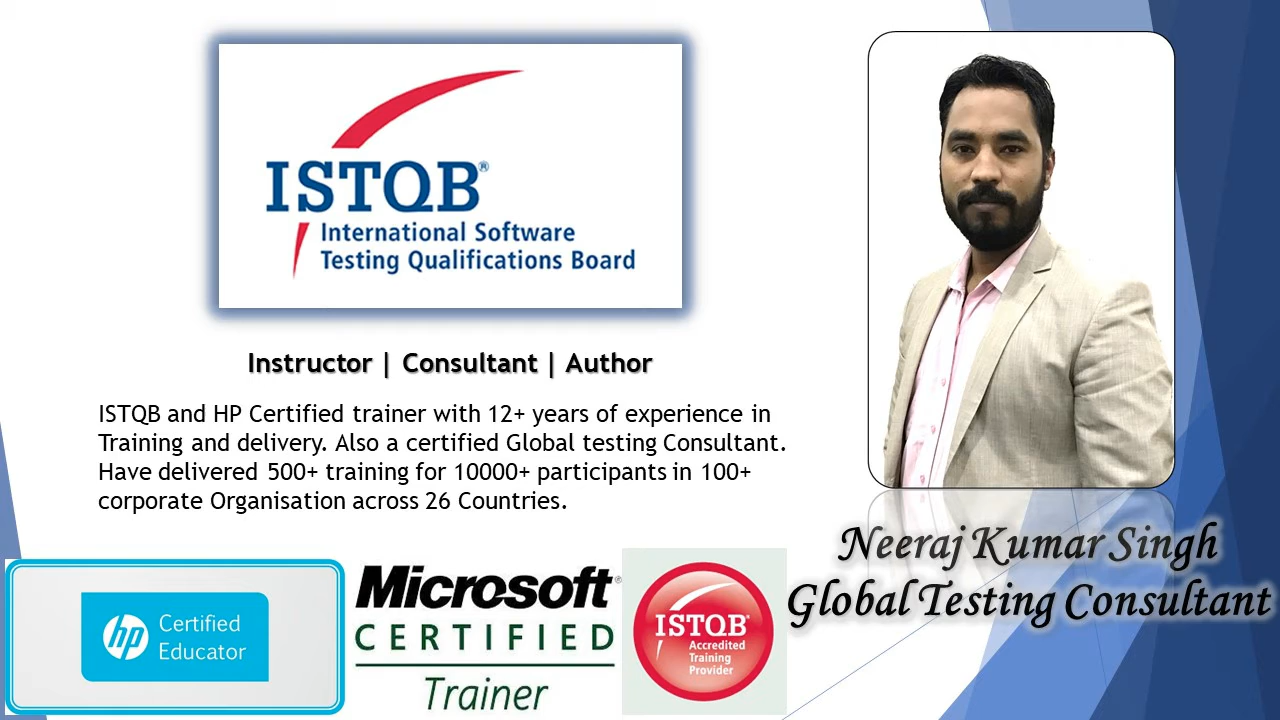 ISTQB®
International Software
Testing Qualifications Board
Instructor | Consultant | Author
ISTQB and HP Certified trainer with 12+ years of experience in
Training and delivery. Also a certified Global testing Consultant.
Have delivered 500+ training for 10000+ participants in 100+
corporate Organisation across 26 Countries.
Neeraj Kumar Singh
Global Testing Consultant
hp
Certified
Educator
Microsoft®
CERTIFIED
Trainer
ISTQB®
Accredited
Training
Provider